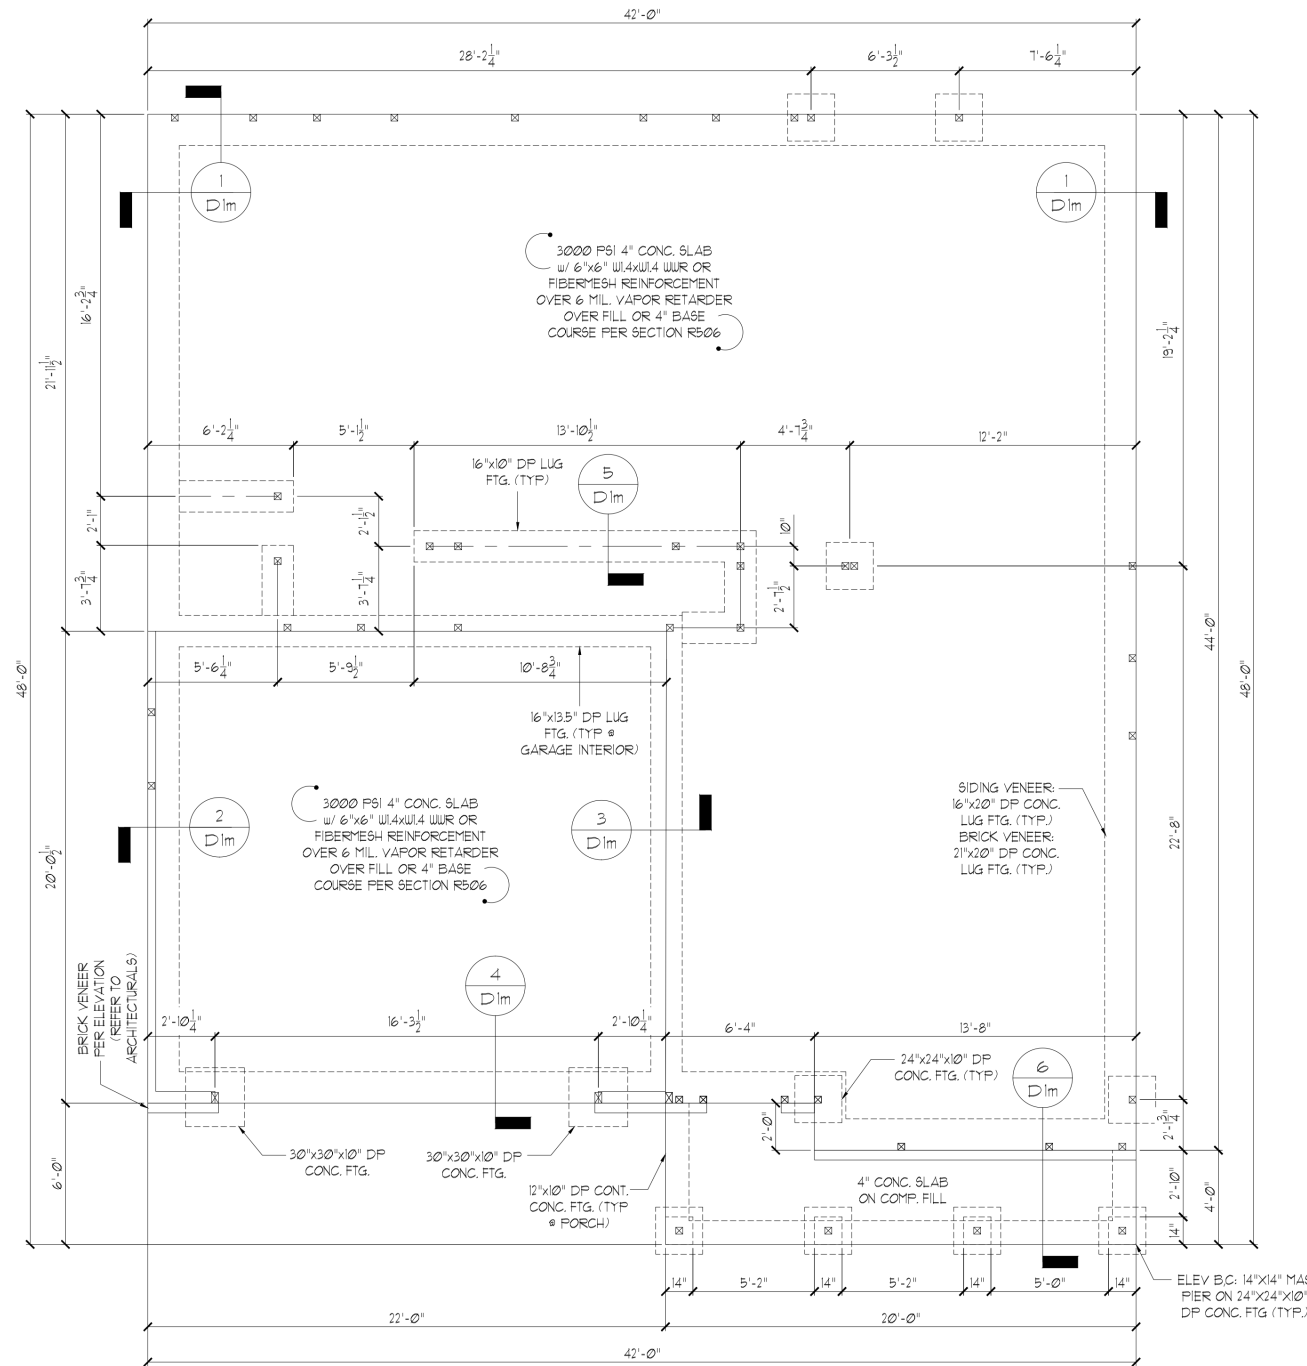 42'-0"
28'-2 1/4"
6'-3 1/2"
7'-6 1/4"
1
D1m
1
D1m
3000 PSI 4" CONC. SLAB
w/ 6"x6" W1.4xW1.4 WWR OR
FIBERMESH REINFORCEMENT
OVER 6 MIL. VAPOR RETARDER
OVER FILL OR 4" BASE
COURSE PER SECTION R506
16'-2 3/4"
21'-11 1/2"
19'-2 1/4"
6'-2 1/4"
5'-1 1/2"
13'-10 1/2"
4'-7 3/4"
12'-2"
16"x10" DP LUG
FTG. (TYP)
5
D1m
2'-1"
2'-1 1/2"
10"
3'-7 3/4"
3'-7 1/4"
2'-7 1/2"
48'-0"
44'-0"
48'-0"
5'-6 1/4"
5'-9 1/2"
10'-8 3/4"
16"x13.5" DP LUG
FTG. (TYP @
GARAGE INTERIOR)
3000 PSI 4" CONC. SLAB
w/ 6"x6" W1.4xW1.4 WWR OR
FIBERMESH REINFORCEMENT
OVER 6 MIL. VAPOR RETARDER
OVER FILL OR 4" BASE
COURSE PER SECTION R506
2
D1m
3
D1m
SIDING VENEER:
16"x20" DP CONC.
LUG FTG. (TYP.)
BRICK VENEER:
21"x20" DP CONC.
LUG FTG. (TYP.)
20'-0 1/2"
22'-8"
4
D1m
BRICK VENEER
PER ELEVATION
(REFER TO
ARCHITECTURALS)
2'-10 1/4"
16'-3 1/2"
2'-10 1/4"
6'-4"
13'-8"
24"x24"x10" DP
CONC. FTG. (TYP)
6
D1m
2'-0"
2'-1 3/4"
30"x30"x10" DP
CONC. FTG.
30"x30"x10" DP
CONC. FTG.
6'-0"
12"x10" DP CONT.
CONC. FTG. (TYP
@ PORCH)
4" CONC. SLAB
ON COMP. FILL
2'-10"
4'-0"
14"
14"
5'-2"
14"
5'-2"
14"
5'-0"
14"
ELEV B,C: 14"X14" MAS
PIER ON 24"X24"X10"
DP CONC. FTG (TYP.)
22'-0"
20'-0"
42'-0"